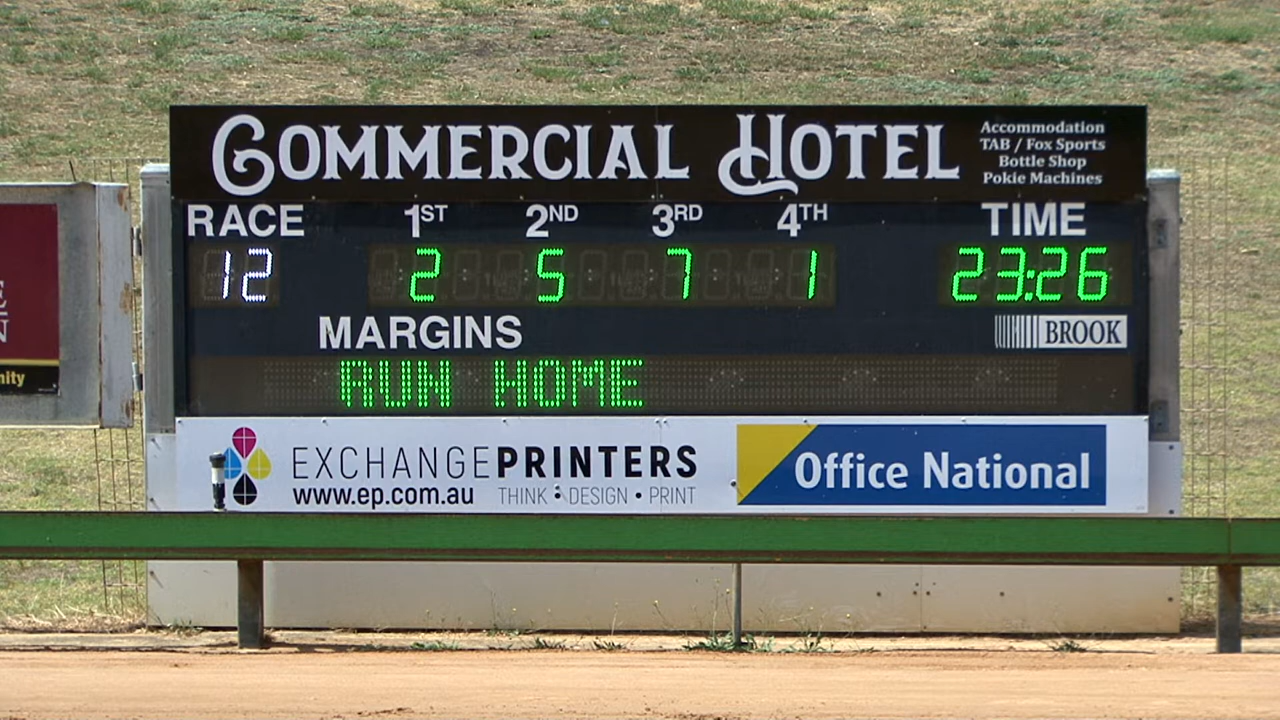 COMMERCIAL HOTEL
Accommodation
TAB / Fox Sports
Bottle Shop
Pokie Machines
RACE 1ST 2ND 3RD 4TH TIME
12 2 5 7 1 23:26
MARGINS
BROOK
RUN HOME
nity
EXCHANGEPRINTERS
www.ep.com.au THINK • DESIGN • PRINT
Office National